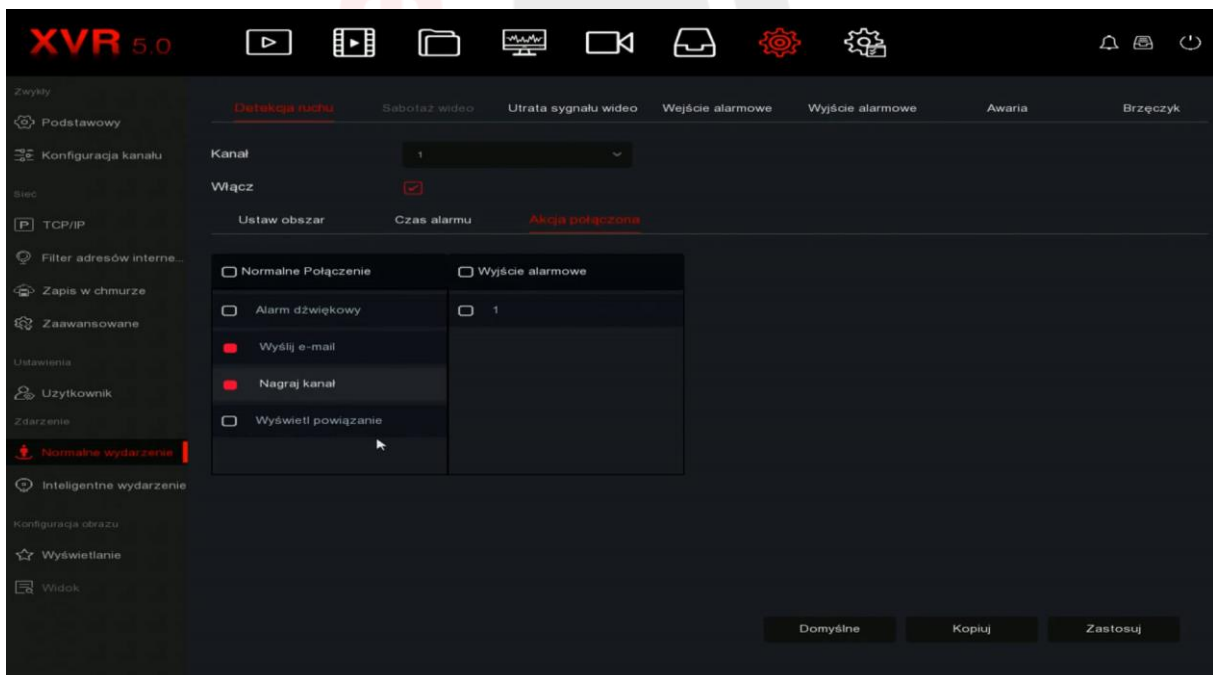 XVR 5.0
Zwykły
Podstawowy
Konfiguracja kanału
Sieć
P TCP/IP
Filter adresów interne...
Zapis w chmurze
Zaawansowane
Ustawienia
Użytkownik
Zdarzenie
Normalne wydarzenie
Inteligentne wydarzenie
Konfiguracja obrazu
Wyświetlanie
Widok
Detekcja ruchu Sabotaż wideo Utrata sygnału wideo Wejście alarmowe Wyjście alarmowe Awaria Brzęczyk
Kanał 1
Włącz
Ustaw obszar Czas alarmu Akcja połączona
Normalne Połączenie Wyjście alarmowe
Alarm dźwiękowy 1
Wyślij e-mail
Nagraj kanał
Wyświetl powiązanie
Domyślne Kopiuj Zastosuj